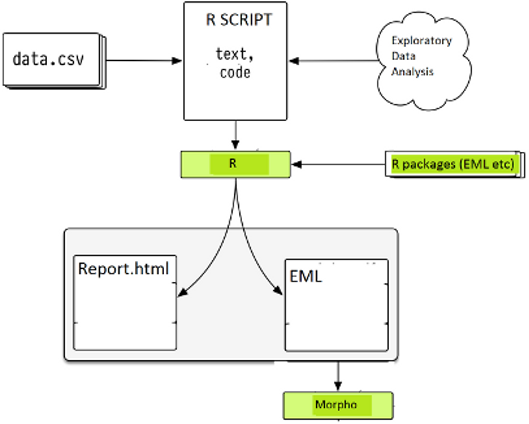 R SCRIPT
text,
code
data.csv
Exploratory
Data
Analysis
R
R packages (EML etc)
Report.html
EML
Morpho